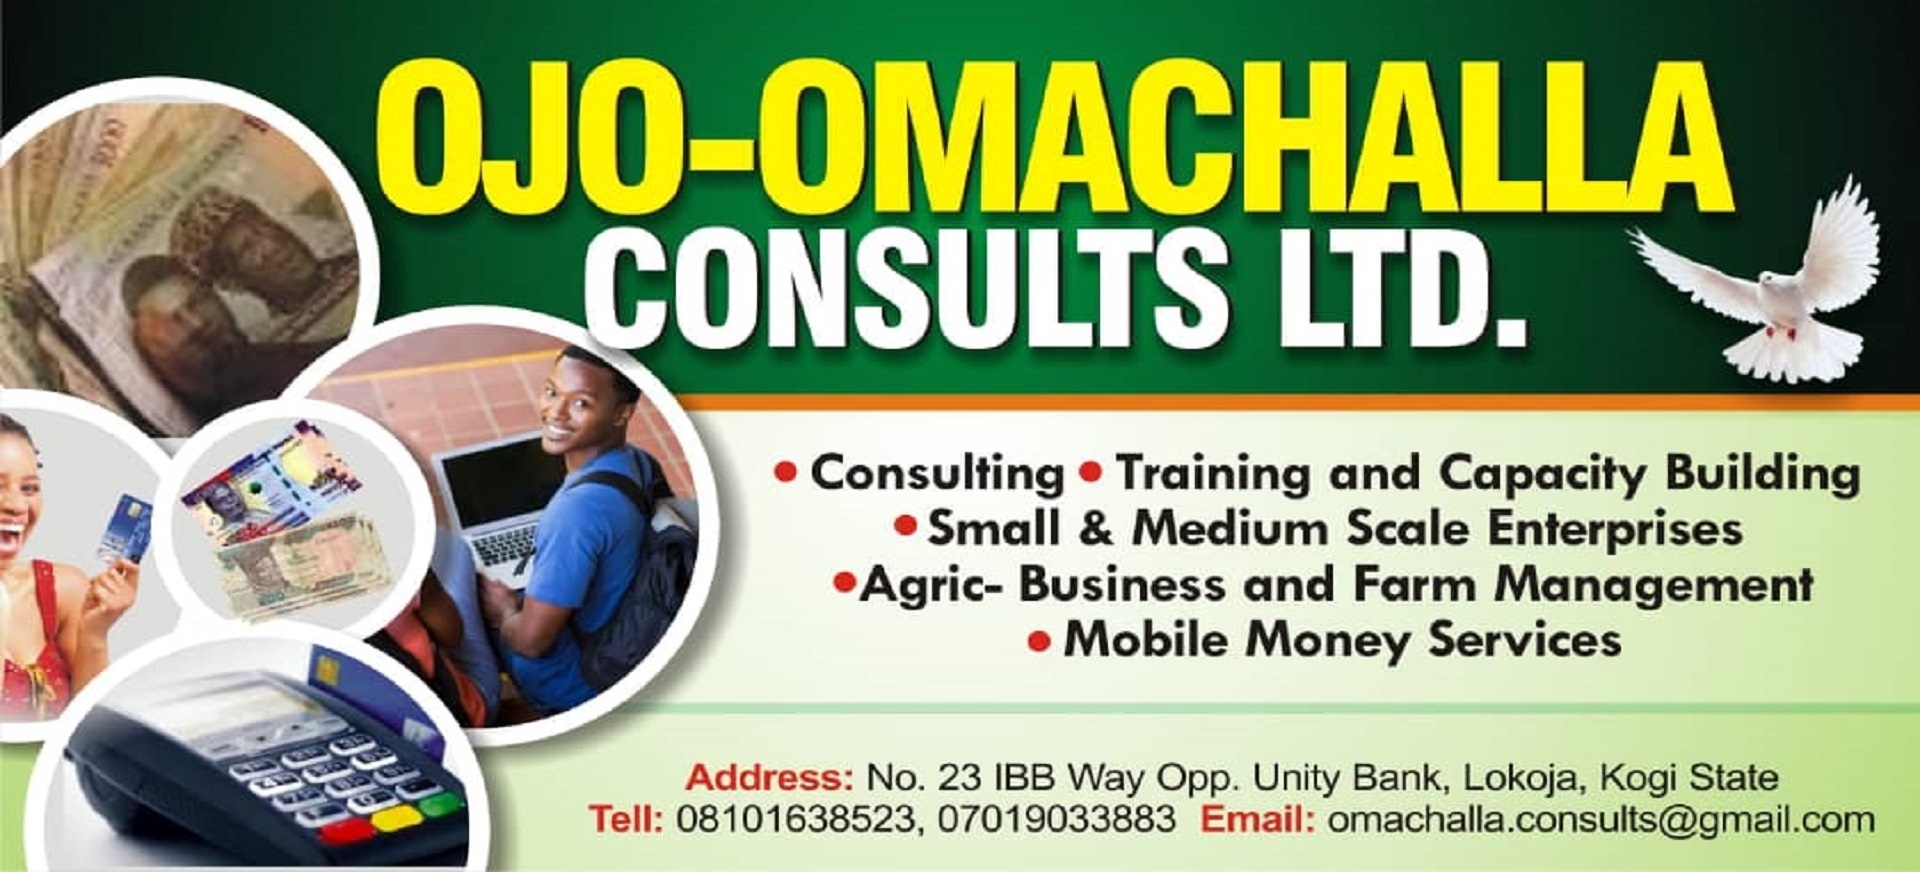 OJO-OMACHALLA
CONSULTS LTD.
• Consulting • Training and Capacity Building
• Small & Medium Scale Enterprises
•Agric- Business and Farm Management
• Mobile Money Services
Address: No. 23 IBB Way Opp. Unity Bank, Lokoja, Kogi State
Tell: 08101638523, 07019033883 Email: omachalla.consults@gmail.com